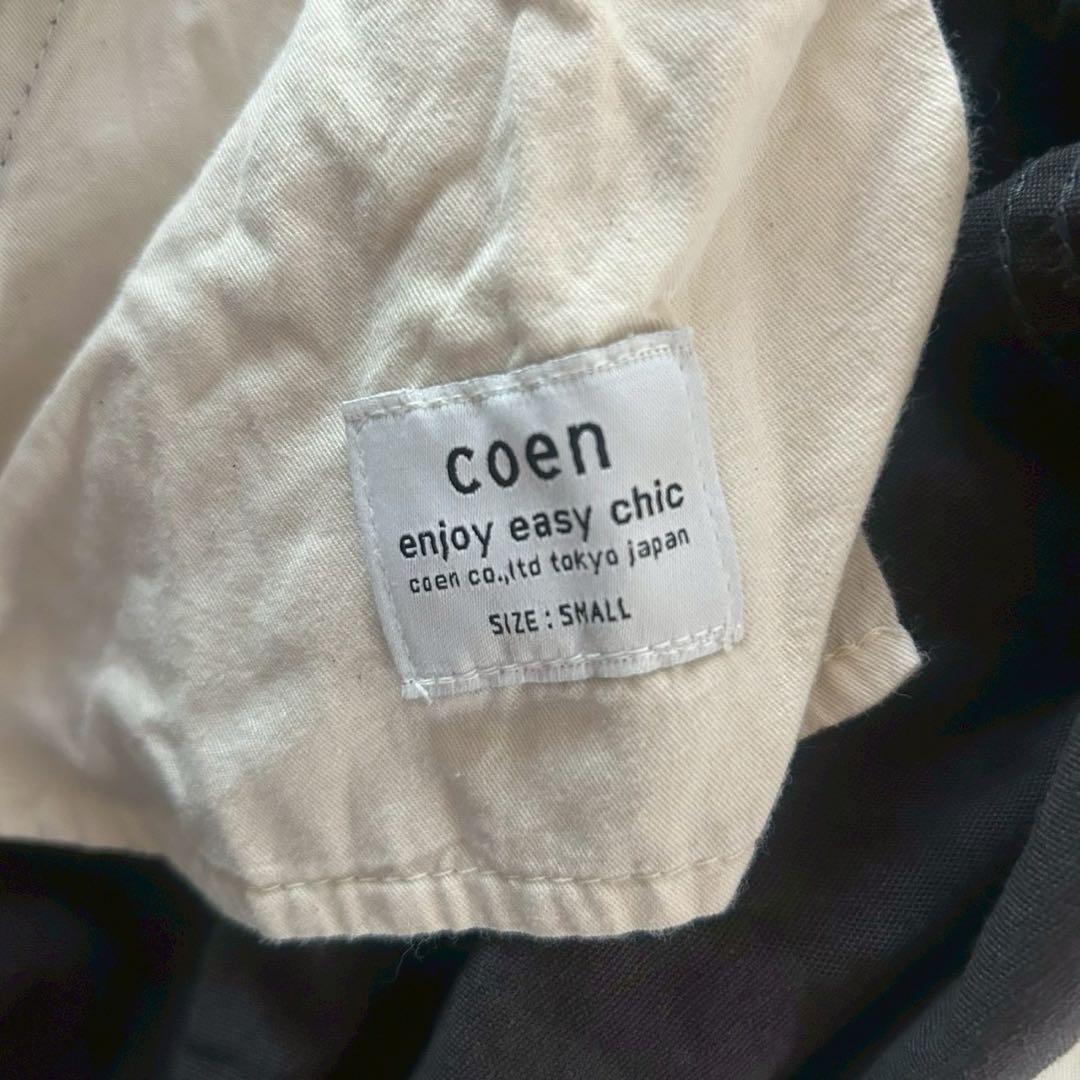 coen
enjoy easy chic
coen co.,ltd tokyo japan
SIZE : SMALL